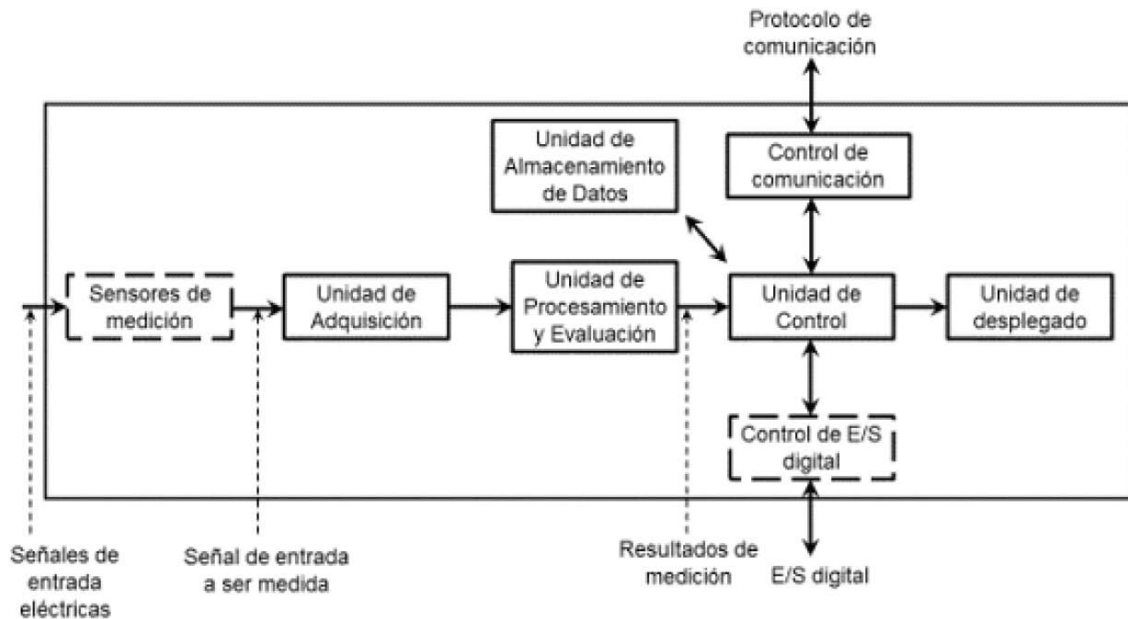 Protocolo de
comunicación
Unidad de
Almacenamiento
de Datos
Control de
comunicación
Sensores de
medición
Unidad de
Adquisición
Unidad de
Procesamiento
y Evaluación
Unidad de
Control
Unidad de
desplegado
Control de E/S
digital
Señales de
entrada
eléctricas
Señal de entrada
a ser medida
Resultados de
medición
E/S digital